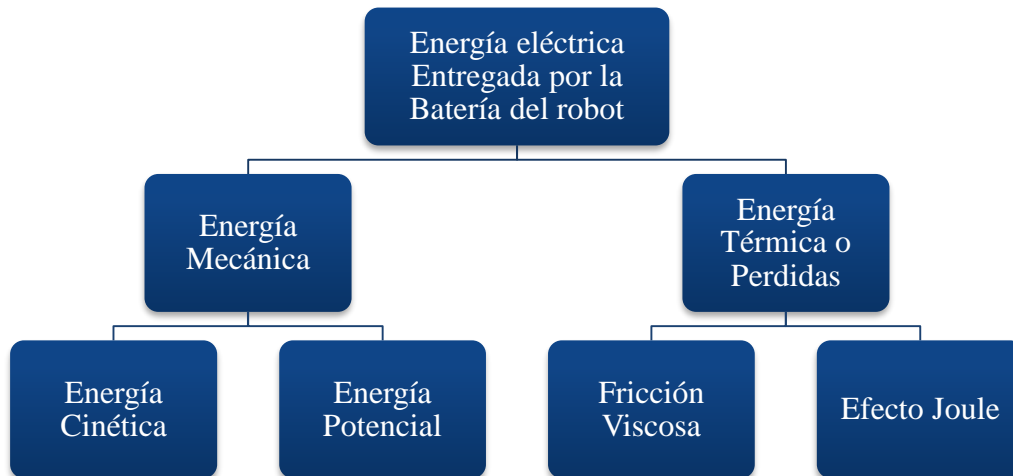 Energía eléctrica
Entregada por la
Batería del robot
Energía
Mecánica
Energía
Térmica o
Perdidas
Energía
Cinética
Energía
Potencial
Fricción
Viscosa
Efecto Joule